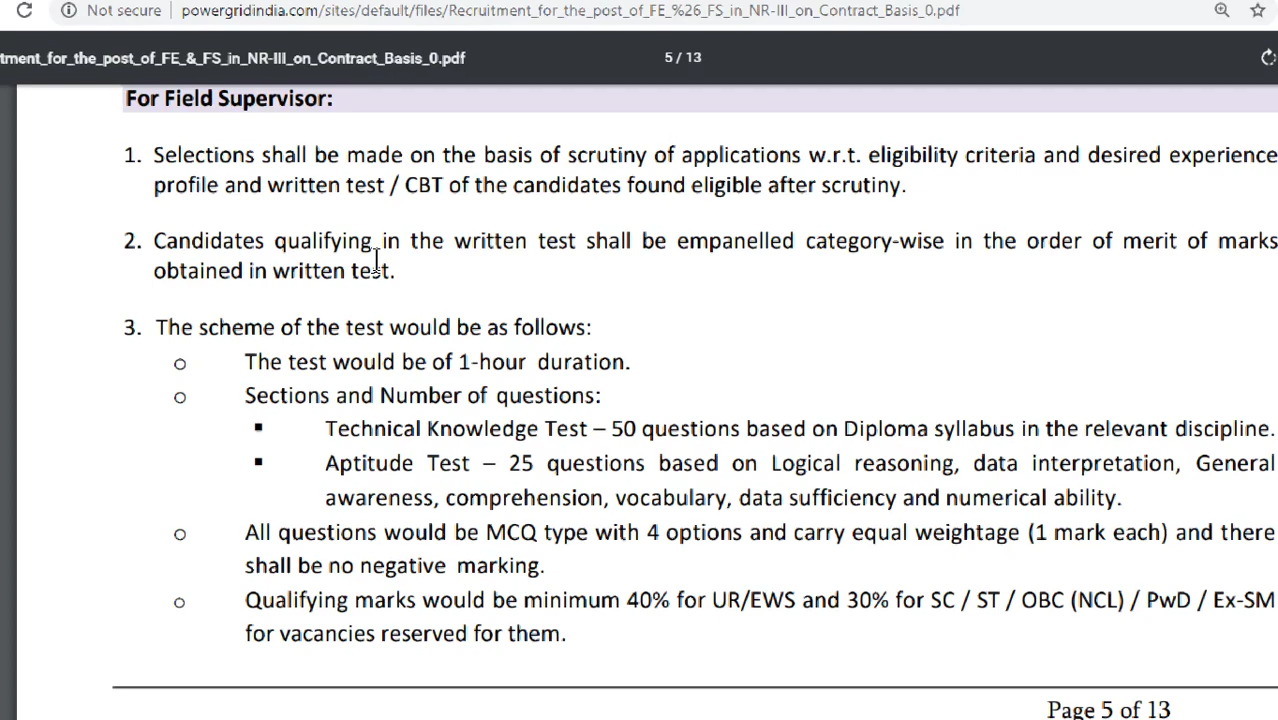 Not secure powergridindia.com/sites/default/files/Recruitment_for_the_post_of_FE_%26_FS_in_NR-III_on_Contract_Basis_0.pdf
tment_for_the_post_of_FE_&_FS_in_NR-III_on_Contract_Basis_0.pdf 5 / 13
For Field Supervisor:
1. Selections shall be made on the basis of scrutiny of applications w.r.t. eligibility criteria and desired experience
profile and written test / CBT of the candidates found eligible after scrutiny.
2. Candidates qualifying in the written test shall be empanelled category-wise in the order of merit of marks
obtained in written test.
3. The scheme of the test would be as follows:
o The test would be of 1-hour duration.
o Sections and Number of questions:
▪ Technical Knowledge Test – 50 questions based on Diploma syllabus in the relevant discipline.
▪ Aptitude Test – 25 questions based on Logical reasoning, data interpretation, General
awareness, comprehension, vocabulary, data sufficiency and numerical ability.
o All questions would be MCQ type with 4 options and carry equal weightage (1 mark each) and there
shall be no negative marking.
o Qualifying marks would be minimum 40% for UR/EWS and 30% for SC / ST / OBC (NCL) / PwD / Ex-SM
for vacancies reserved for them.
Page 5 of 13